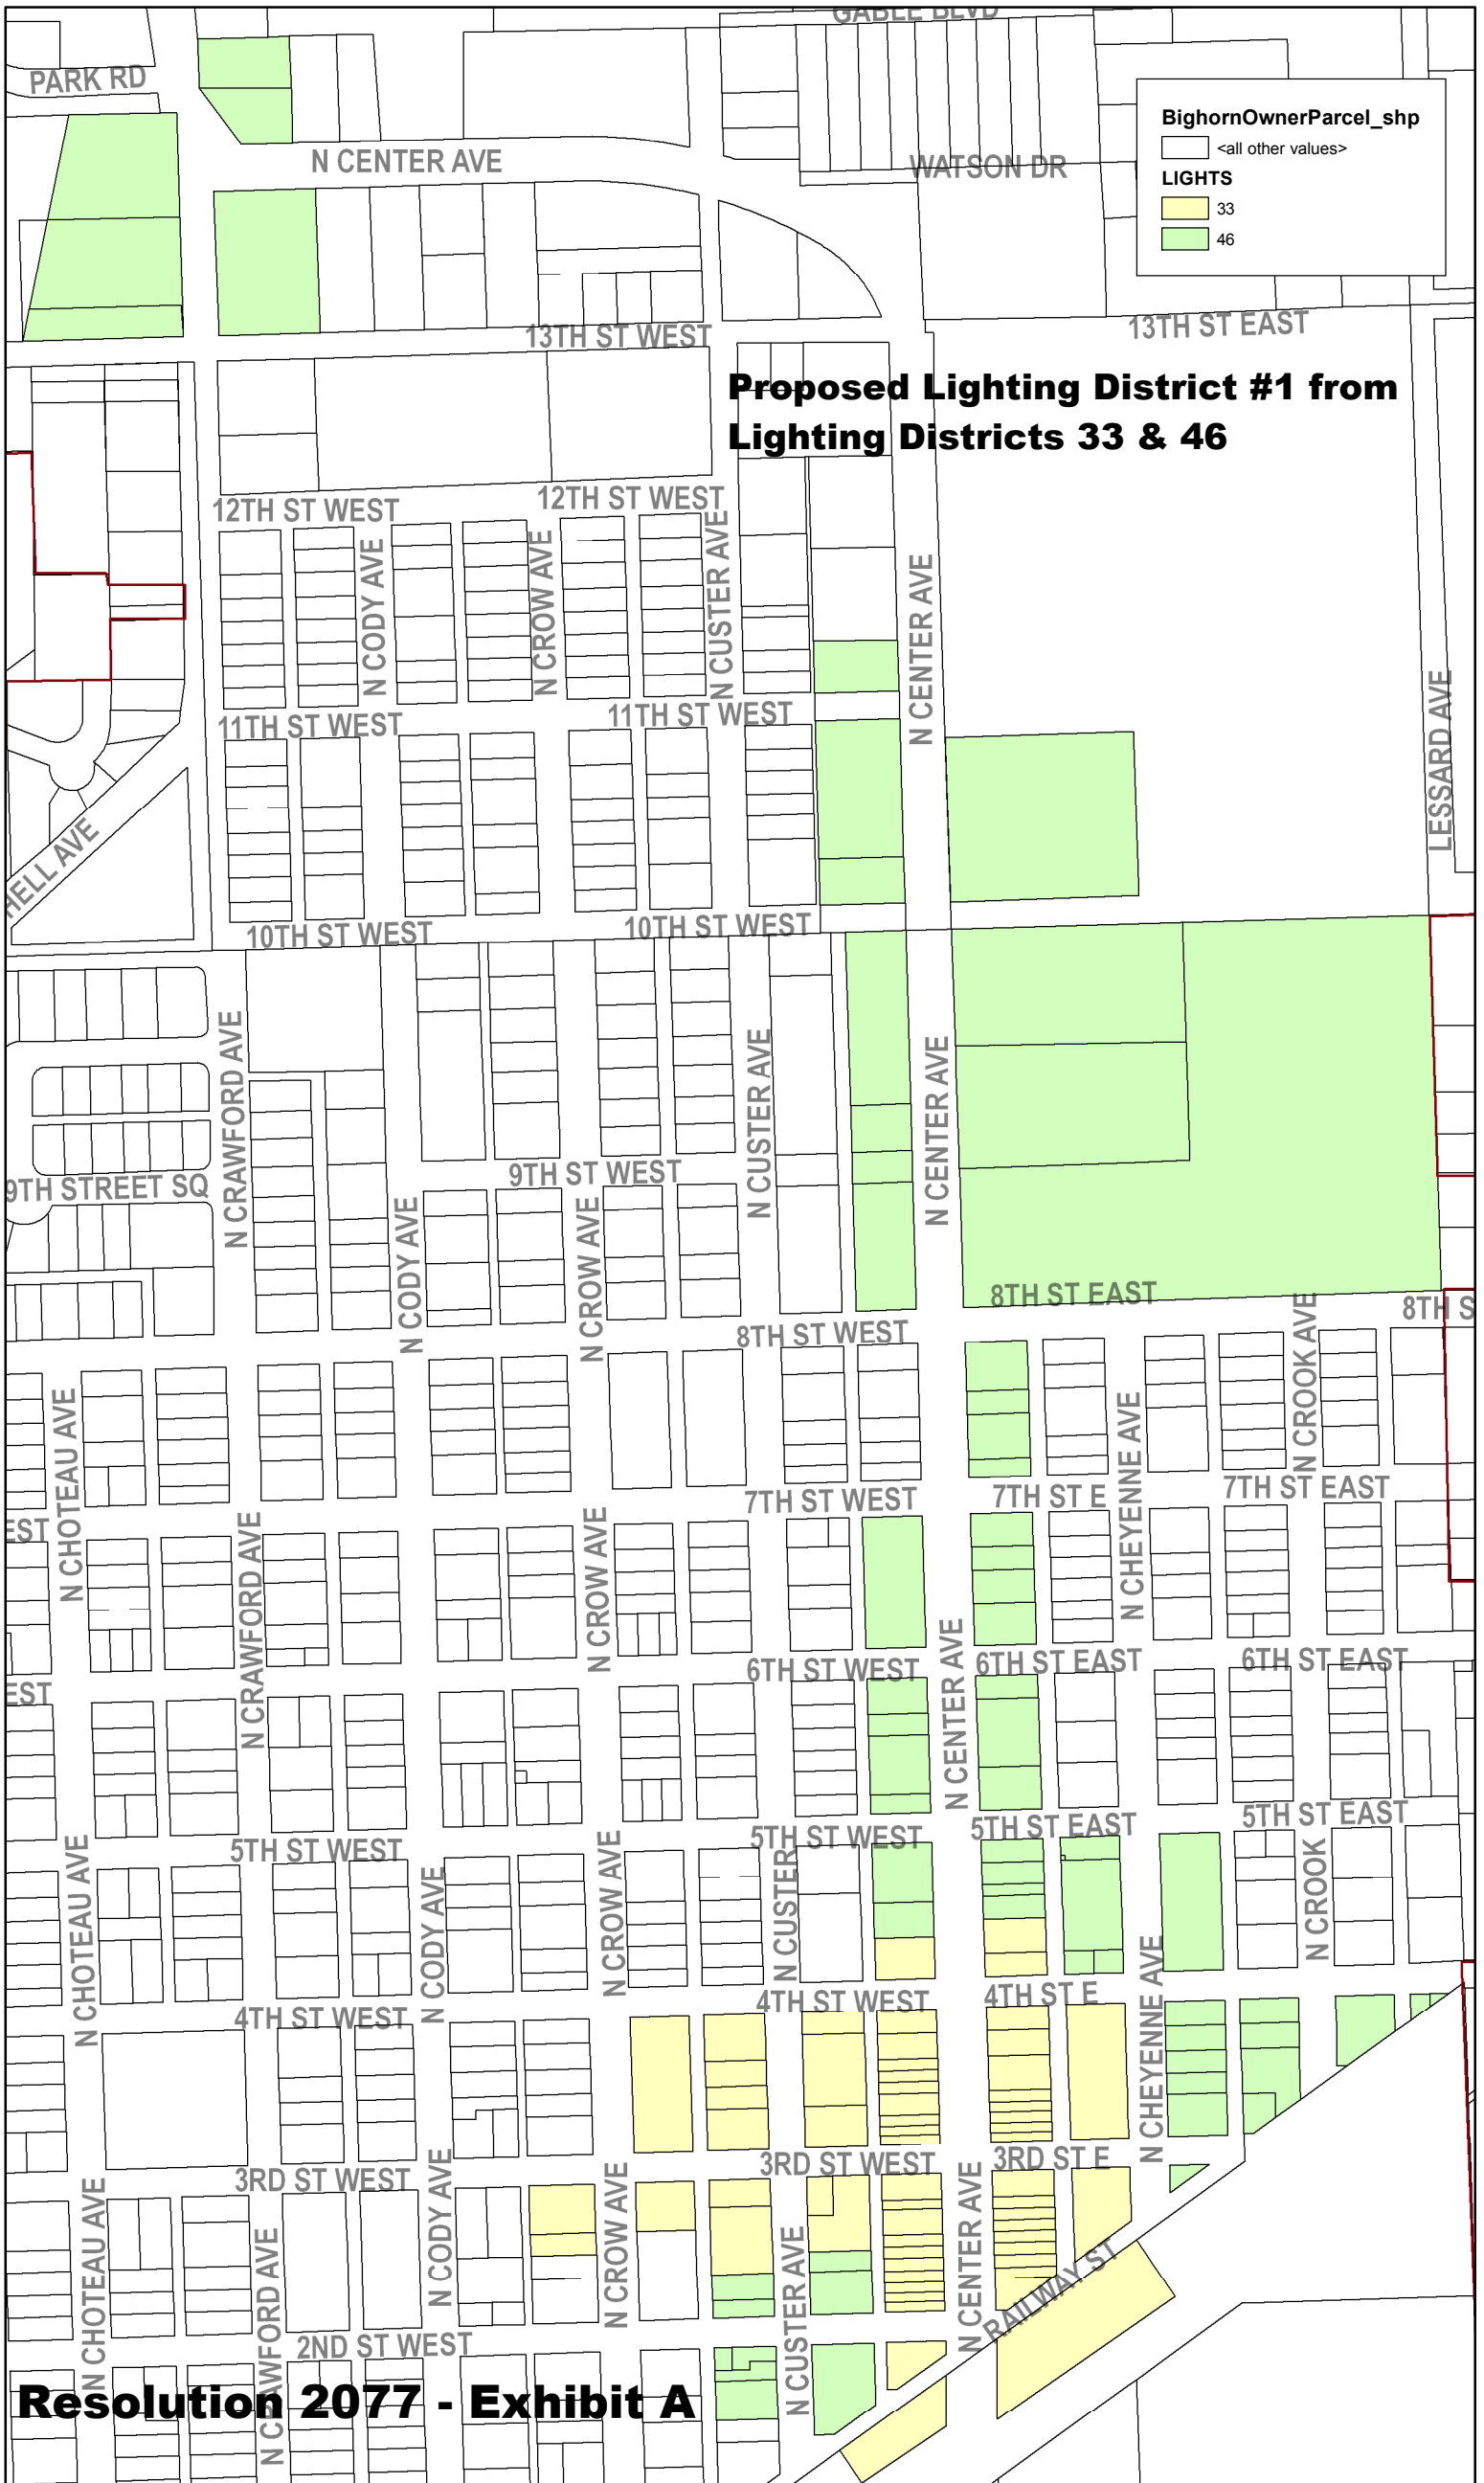 GABLE BLVD
PARK RD
BighornOwnerParcel_shp
<all other values>
LIGHTS
33
46
N CENTER AVE
WATSON DR
13TH ST WEST
13TH ST EAST
Proposed Lighting District #1 from
Lighting Districts 33 & 46
12TH ST WEST
12TH ST WEST
N CODY AVE
N CROW AVE
N CUSTER AVE
N CENTER AVE
LESSARD AVE
11TH ST WEST
11TH ST WEST
HELL AVE
10TH ST WEST
10TH ST WEST
N CRAWFORD AVE
N CUSTER AVE
N CENTER AVE
9TH STREET SQ
9TH ST WEST
N CODY AVE
N CROW AVE
8TH ST EAST
8TH S
8TH ST WEST
N CROOK AVE
N CHOTEAU AVE
N CHEYENNE AVE
7TH ST WEST
7TH ST E
7TH ST EAST
EST
N CRAWFORD AVE
N CROW AVE
N CENTER AVE
6TH ST WEST
6TH ST EAST
6TH ST EAST
EST
5TH ST WEST
5TH ST WEST
5TH ST EAST
5TH ST EAST
N CHOTEAU AVE
N CODY AVE
N CROW AVE
N CUSTER
N CHEYENNE AVE
N CROOK
4TH ST WEST
4TH ST WEST
4TH ST E
3RD ST WEST
3RD ST WEST
3RD ST E
N CHOTEAU AVE
N CRAWFORD AVE
N CODY AVE
N CROW AVE
N CUSTER AVE
N CENTER AVE
RAILWAY ST
2ND ST WEST
Resolution 2077 - Exhibit A